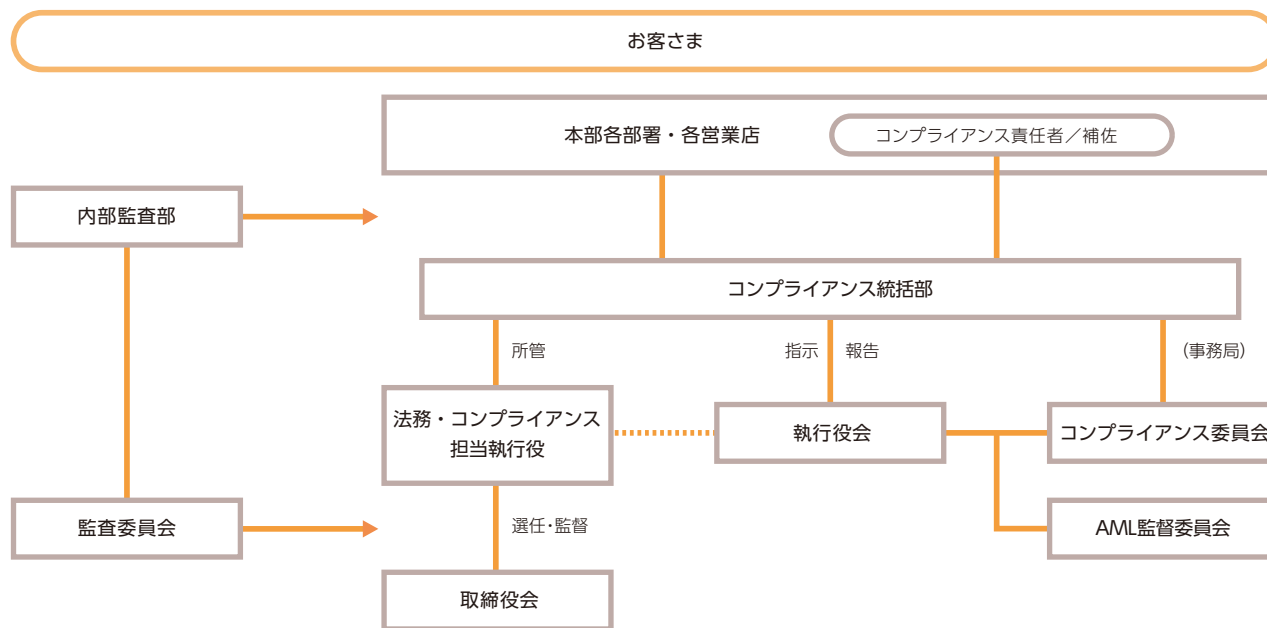 お客さま
本部各部署・各営業店
コンプライアンス責任者／補佐
内部監査部
コンプライアンス統括部
所管
指示
報告
(事務局)
法務・コンプライアンス
担当執行役
執行役会
コンプライアンス委員会
監査委員会
選任・監督
AML監督委員会
取締役会